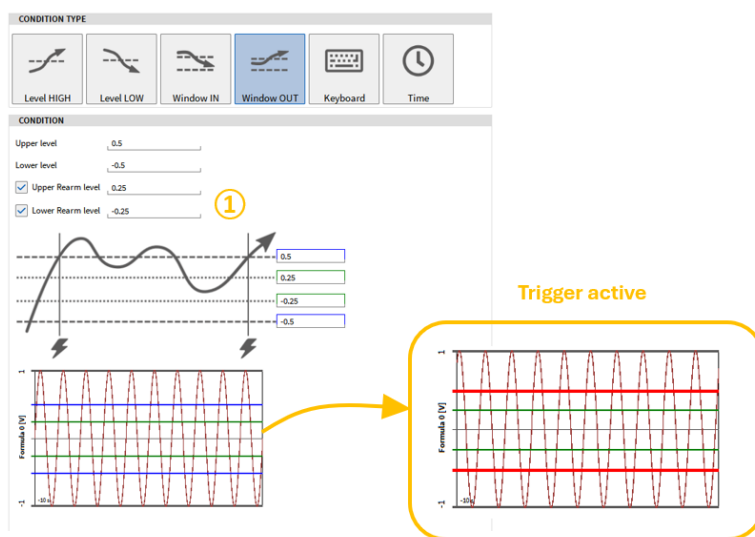 CONDITION TYPE
Level HIGH
Level LOW
Window IN
Window OUT
Keyboard
Time
CONDITION
Upper level 0.5
Lower level -0.5
Upper Rearm level 0.25
Lower Rearm level -0.25
①
0.5
0.25
-0.25
-0.5
Trigger active
1
Formula 0 [V]
-1
-10 s
1
Formula 0 [V]
-1